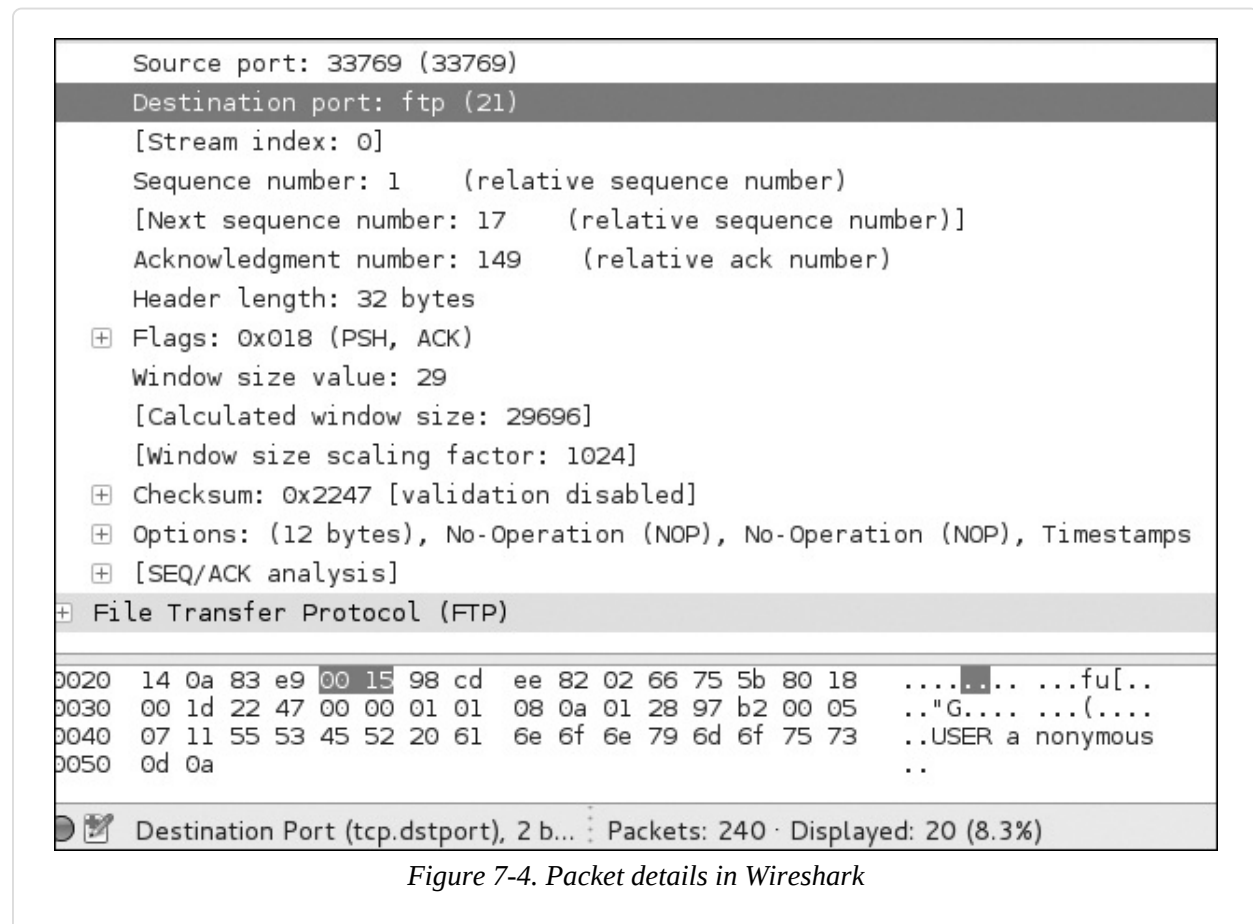 Source port: 33769 (33769)
Destination port: ftp (21)
[Stream index: 0]
Sequence number: 1 (relative sequence number)
[Next sequence number: 17 (relative sequence number)]
Acknowledgment number: 149 (relative ack number)
Header length: 32 bytes
Flags: 0x018 (PSH, ACK)
Window size value: 29
[Calculated window size: 29696]
[Window size scaling factor: 1024]
Checksum: 0x2247 [validation disabled]
Options: (12 bytes), No-Operation (NOP), No-Operation (NOP), Timestamps
[SEQ/ACK analysis]
File Transfer Protocol (FTP)
0020 14 0a 83 e9 00 15 98 cd ee 82 02 66 75 5b 80 18 ........ ...fu[..
0030 00 1d 22 47 00 00 01 01 08 0a 01 28 97 b2 00 05 .."G.... ...(....
0040 07 11 55 53 45 52 20 61 6e 6f 6e 79 6d 6f 75 73 ..USER a nonymous
0050 0d 0a ..
Destination Port (tcp.dstport), 2 b... Packets: 240 · Displayed: 20 (8.3%)
Figure 7-4. Packet details in Wireshark